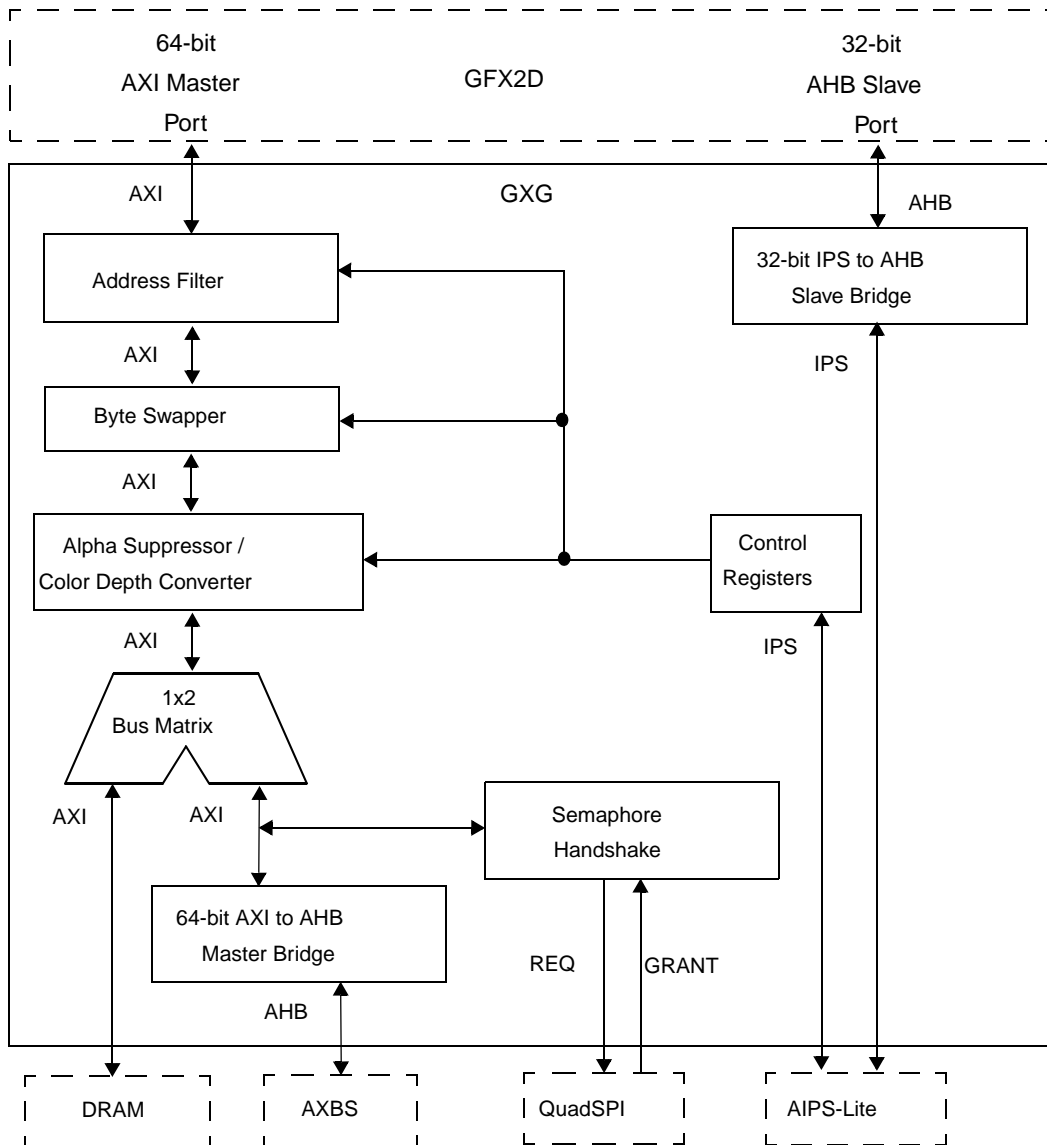 64-bit
AXI Master
Port
GFX2D
32-bit
AHB Slave
Port
AXI
GXG
AHB
Address Filter
32-bit IPS to AHB
Slave Bridge
AXI
IPS
Byte Swapper
AXI
Alpha Suppressor /
Color Depth Converter
Control
Registers
AXI
IPS
1x2
Bus Matrix
AXI
AXI
Semaphore
Handshake
64-bit AXI to AHB
Master Bridge
REQ
GRANT
AHB
DRAM
AXBS
QuadSPI
AIPS-Lite